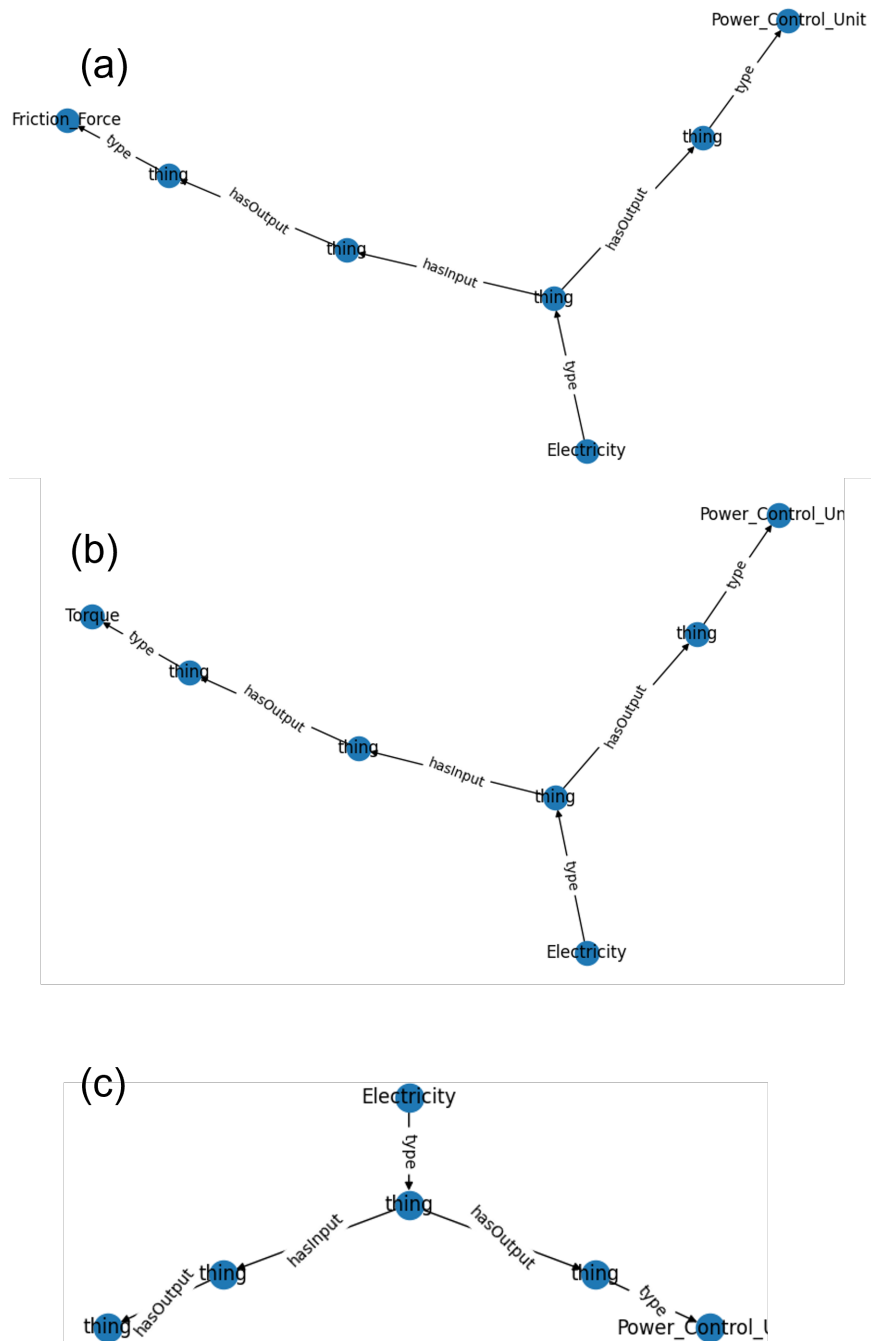 Power_Control_Unit
(a)
type
Friction_Force
thing
type
thing
hasOutput
hasOutput
thing
hasInput
thing
type
Electricity
Power_Control_Un
(b)
type
Torque
thing
type
thing
hasOutput
hasOutput
thing
hasInput
thing
type
Electricity
(c)
Electricity
type
thing
hasInput
hasOutput
thing
thing
hasOutput
type
thing
Power_Control_U